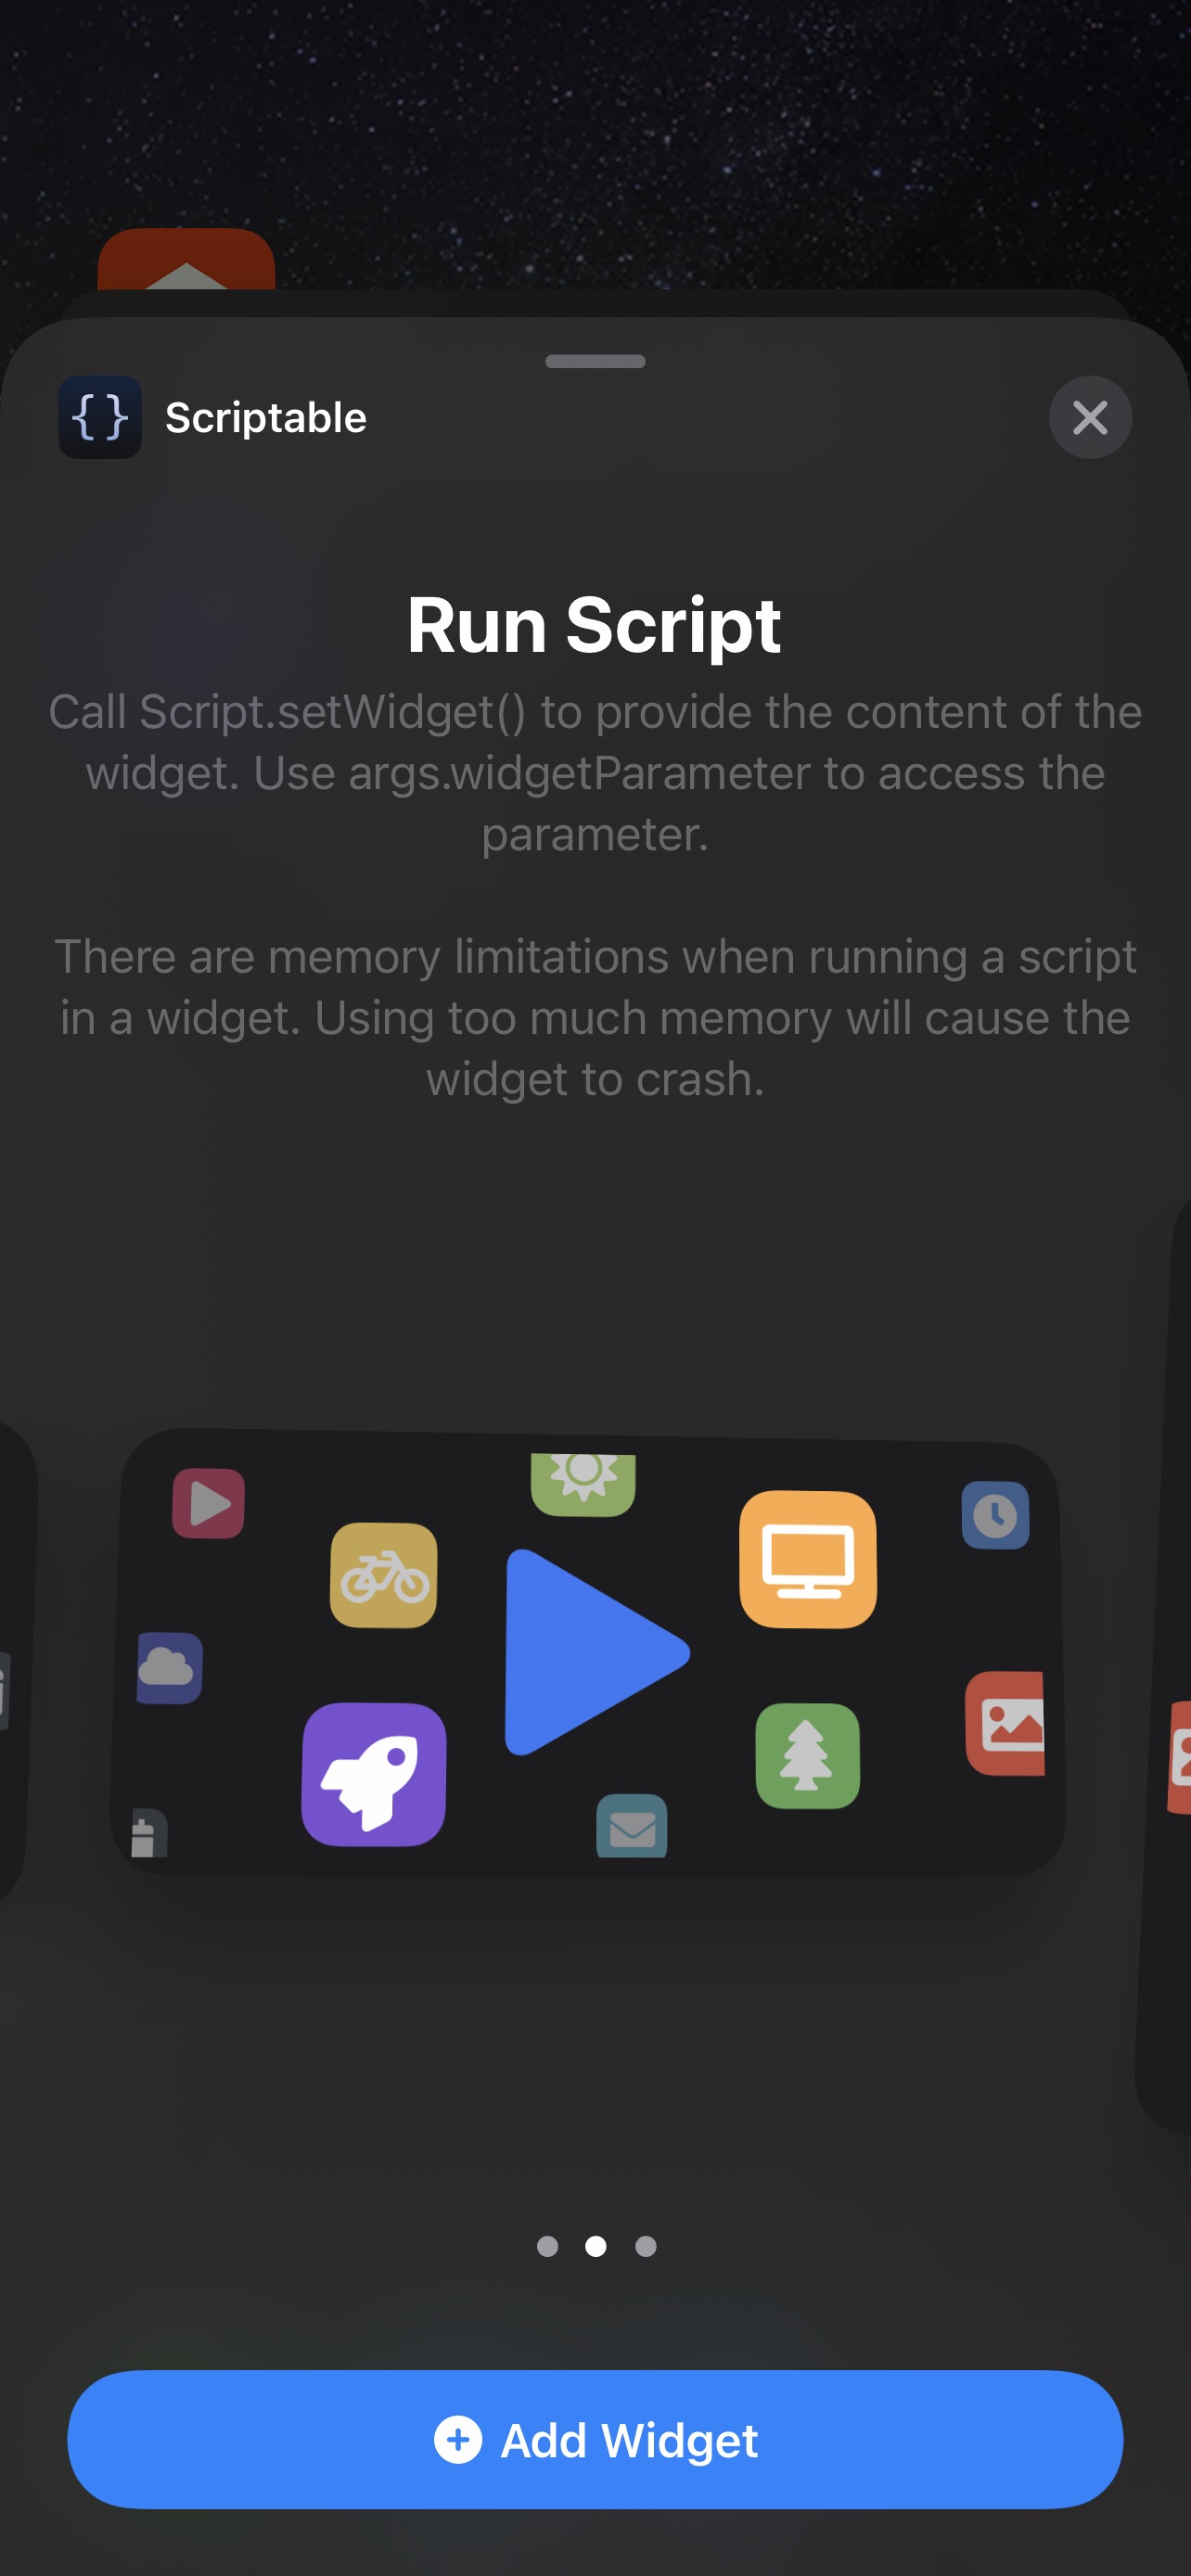 {}
Scriptable
Run Script
Call Script.setWidget() to provide the content of the
widget. Use args.widgetParameter to access the
parameter.
There are memory limitations when running a script
in a widget. Using too much memory will cause the
widget to crash.
Add Widget